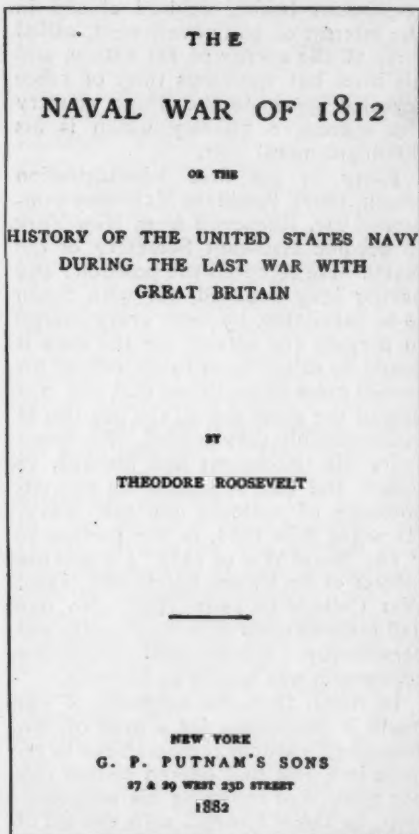 THE
NAVAL WAR OF 1812
OR THE
HISTORY OF THE UNITED STATES NAVY
DURING THE LAST WAR WITH
GREAT BRITAIN
BY
THEODORE ROOSEVELT
NEW YORK
G. P. PUTNAM'S SONS
27 & 29 WEST 23D STREET
1882